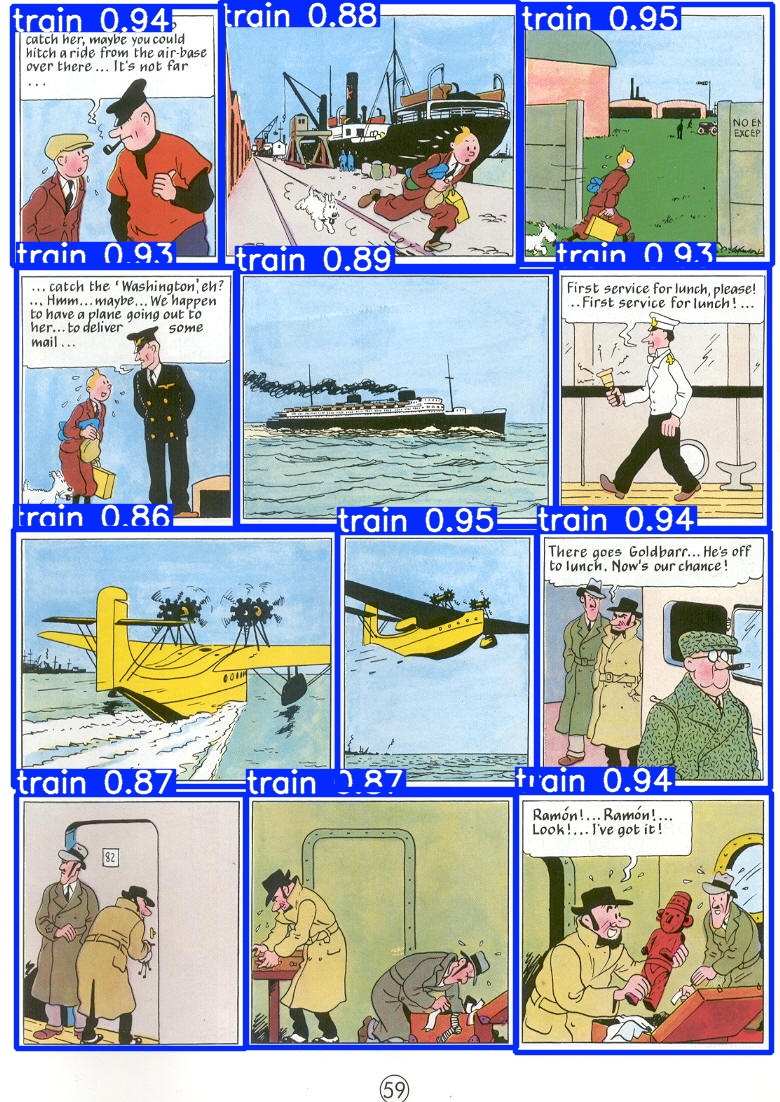 train 0.94
catch her, maybe you could
hitch a ride from the air-base
over there ... It's not far
...
train 0.88
train 0.95
NO EN
EXCEP
train 0.93
... catch the 'Washington', eh?
... Hmm... maybe... We happen
to have a plane going out to
her... to deliver some
mail ...
train 0.89
train 0.93
First service for lunch, please!
...First service for lunch! ...
train 0.86
train 0.95
train 0.94
There goes Goldbarr... He's off
to lunch. Now's our chance!
train 0.87
82
train 0.87
train 0.94
Ramón!... Ramón!...
Look!... I've got it!
59